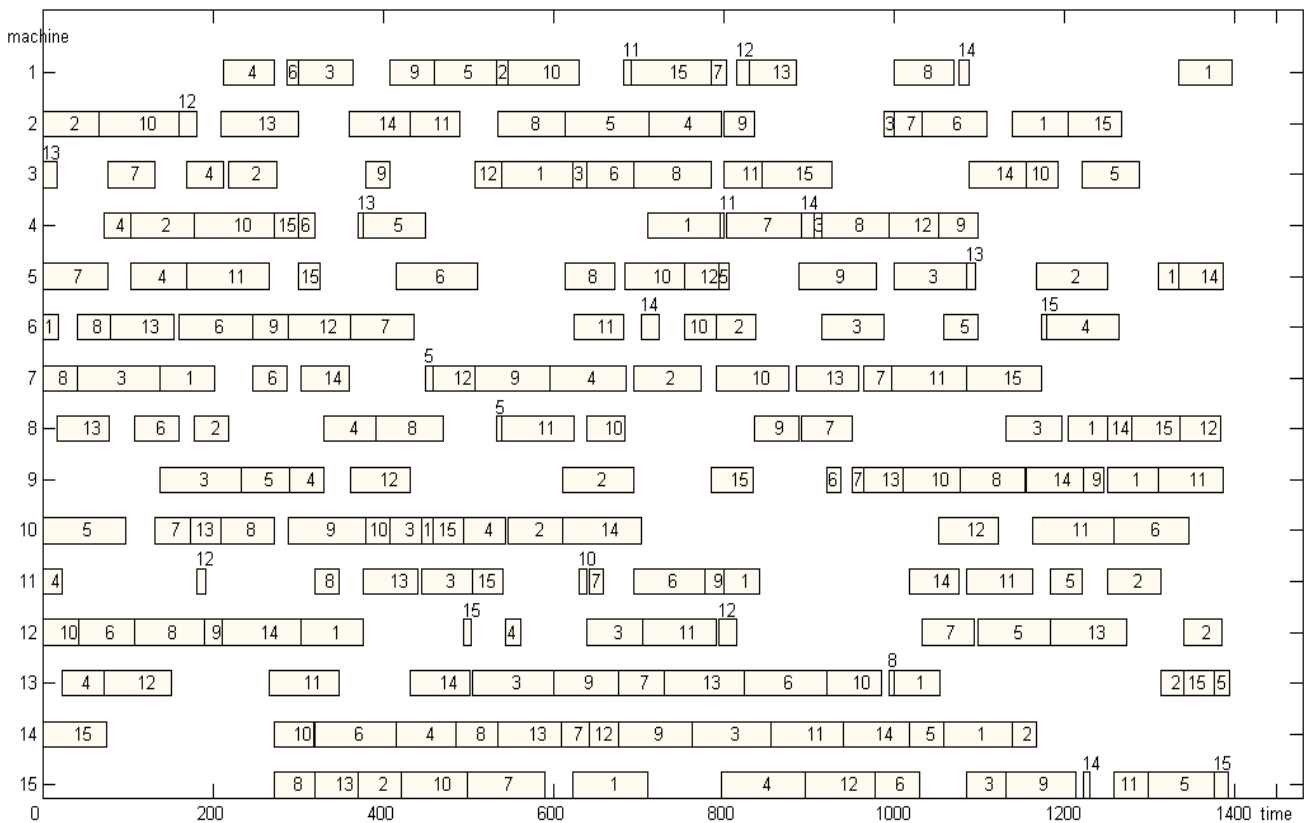 machine
11 12 14
1 4 6 3 9 5 2 10 15 7 13 8 1
12
2 2 10 13 14 11 8 5 4 9 3 7 6 1 15
13
3 7 4 2 9 12 1 3 6 8 11 15 14 10 5
13 11 14
4 4 2 10 15 6 5 1 7 3 8 12 9
13
5 7 4 11 15 6 8 10 12 5 9 3 2 1 14
14 15
6 1 8 13 6 9 12 7 11 10 2 3 5 4
5
7 8 3 1 6 14 12 9 4 2 10 13 7 11 15
5
8 13 6 2 4 8 11 10 9 7 3 1 14 15 12
9 3 5 4 12 2 15 6 7 13 10 8 14 9 1 11
10 5 7 13 8 9 10 3 1 15 4 2 14 12 11 6
12 10
11 4 8 13 3 15 7 6 9 1 14 11 5 2
15 12
12 10 6 8 9 14 1 4 3 11 7 5 13 2
8
13 4 12 11 14 3 9 7 13 6 10 1 2 15 5
14 15 10 6 4 8 13 7 12 9 3 11 14 5 1 2
14 15
15 8 13 2 10 7 1 4 12 6 3 9 11 5
0 200 400 600 800 1000 1200 1400 time